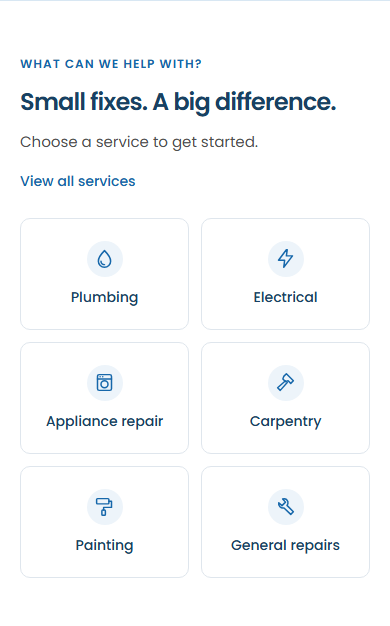 WHAT CAN WE HELP WITH?
Small fixes. A big difference.
Choose a service to get started.
View all services
Plumbing
Electrical
Appliance repair
Carpentry
Painting
General repairs